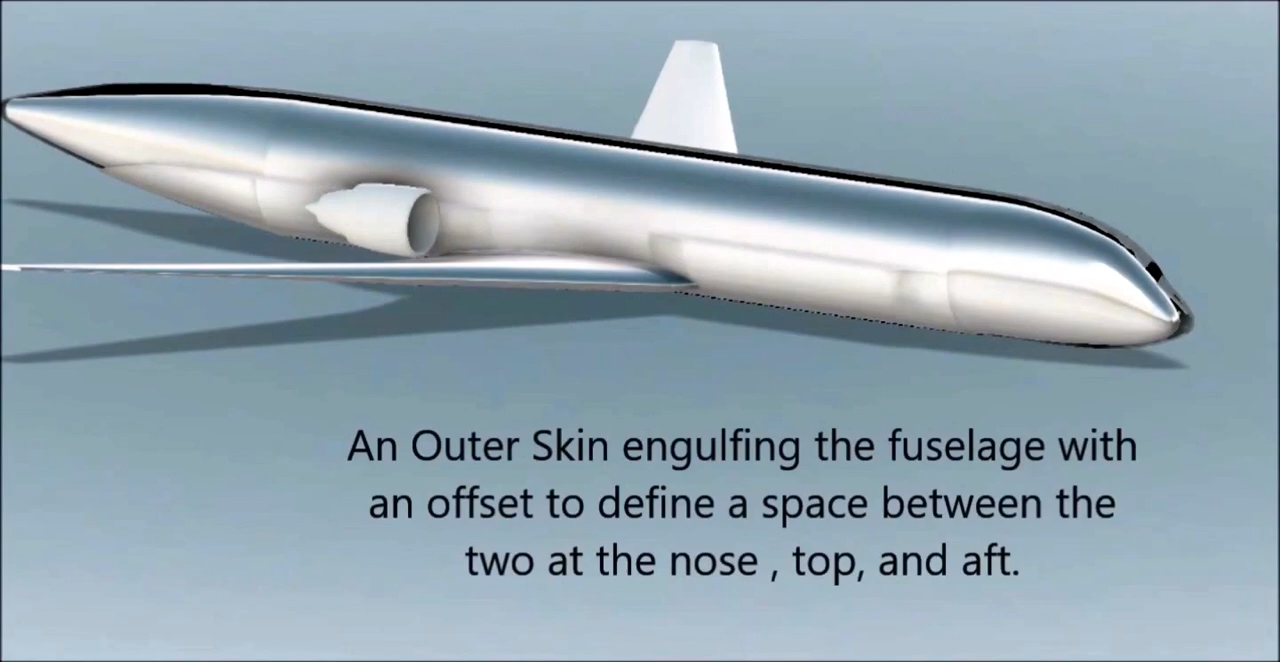 An Outer Skin engulfing the fuselage with
an offset to define a space between the
two at the nose , top, and aft.